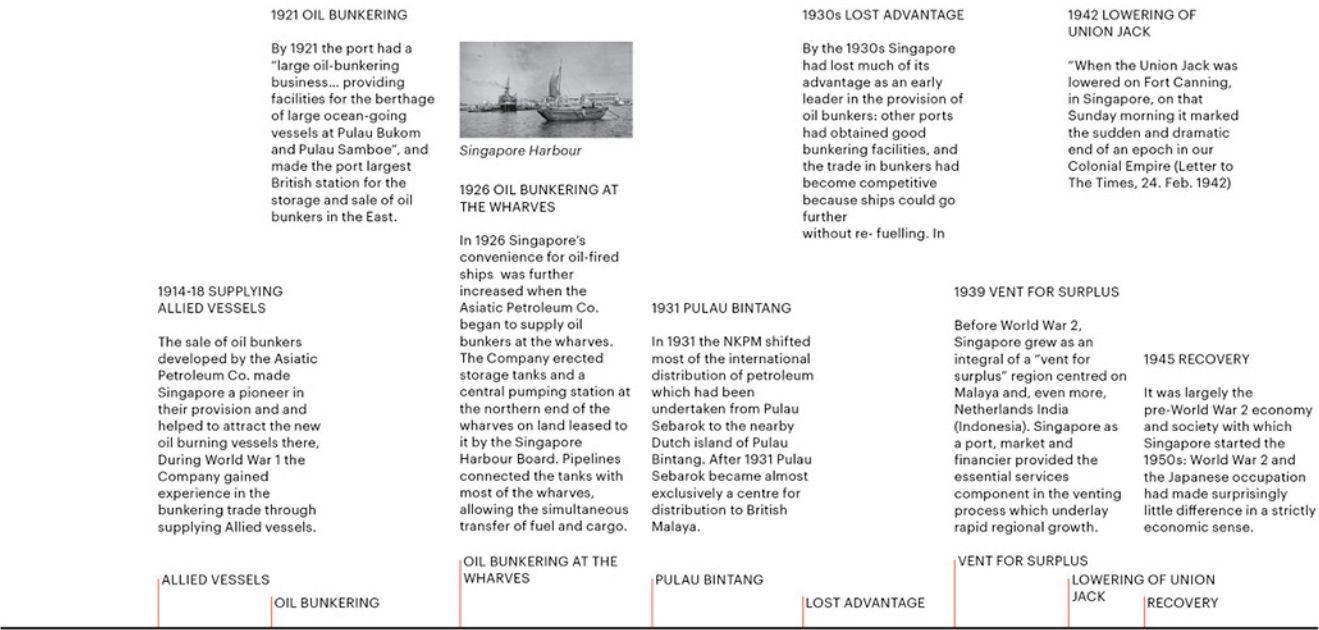 1921 OIL BUNKERING
By 1921 the port had a
“large oil-bunkering
business... providing
facilities for the berthage
of large ocean-going
vessels at Pulau Bukom
and Pulau Samboe”, and
made the port largest
British station for the
storage and sale of oil
bunkers in the East.
Singapore Harbour
1926 OIL BUNKERING AT
THE WHARVES
In 1926 Singapore’s
convenience for oil-fired
ships was further
increased when the
Asiatic Petroleum Co.
began to supply oil
bunkers at the wharves.
The Company erected
storage tanks and a
central pumping station at
the northern end of the
wharves on land leased to
it by the Singapore
Harbour Board. Pipelines
connected the tanks with
most of the wharves,
allowing the simultaneous
transfer of fuel and cargo.
1930s LOST ADVANTAGE
By the 1930s Singapore
had lost much of its
advantage as an early
leader in the provision of
oil bunkers: other ports
had obtained good
bunkering facilities, and
the trade in bunkers had
become competitive
because ships could go
further
without re- fuelling. In
1942 LOWERING OF
UNION JACK
“When the Union Jack was
lowered on Fort Canning,
in Singapore, on that
Sunday morning it marked
the sudden and dramatic
end of an epoch in our
Colonial Empire (Letter to
The Times, 24. Feb. 1942)
1914-18 SUPPLYING
ALLIED VESSELS
The sale of oil bunkers
developed by the Asiatic
Petroleum Co. made
Singapore a pioneer in
their provision and and
helped to attract the new
oil burning vessels there,
During World War 1 the
Company gained
experience in the
bunkering trade through
supplying Allied vessels.
1931 PULAU BINTANG
In 1931 the NKPM shifted
most of the international
distribution of petroleum
which had been
undertaken from Pulau
Sebarok to the nearby
Dutch island of Pulau
Bintang. After 1931 Pulau
Sebarok became almost
exclusively a centre for
distribution to British
Malaya.
1939 VENT FOR SURPLUS
Before World War 2,
Singapore grew as an
integral of a “vent for
surplus” region centred on
Malaya and, even more,
Netherlands India
(Indonesia). Singapore as
a port, market and
financier provided the
essential services
component in the venting
process which underlay
rapid regional growth.
1945 RECOVERY
It was largely the
pre-World War 2 economy
and society with which
Singapore started the
1950s: World War 2 and
the Japanese occupation
had made surprisingly
little difference in a strictly
economic sense.
ALLIED VESSELS
OIL BUNKERING
OIL BUNKERING AT THE
WHARVES
PULAU BINTANG
LOST ADVANTAGE
VENT FOR SURPLUS
LOWERING OF UNION
JACK
RECOVERY